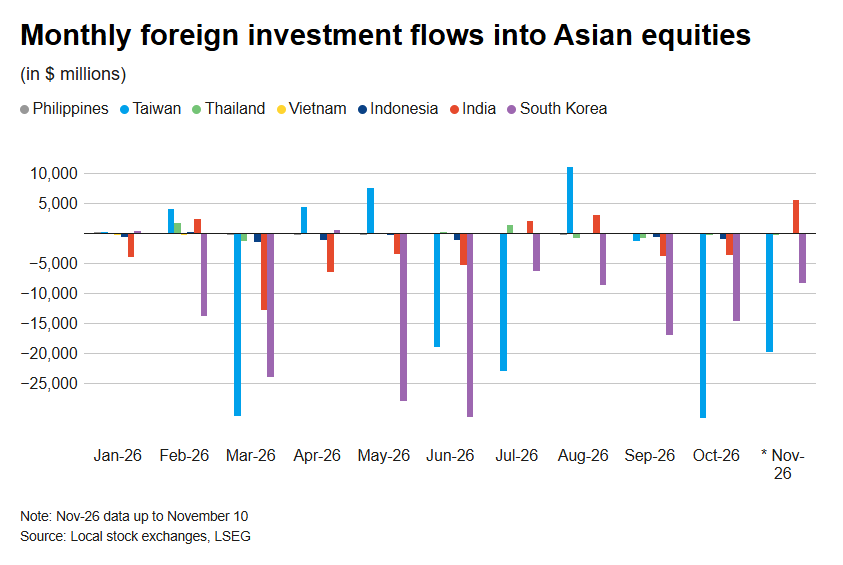 Monthly foreign investment flows into Asian equities
(in $ millions)
Philippines Taiwan Thailand Vietnam Indonesia India South Korea
10,000
5,000
−5,000
−10,000
−15,000
−20,000
−25,000
Jan-26 Feb-26 Mar-26 Apr-26 May-26 Jun-26 Jul-26 Aug-26 Sep-26 Oct-26 * Nov-
26
Note: Nov-26 data up to November 10
Source: Local stock exchanges, LSEG